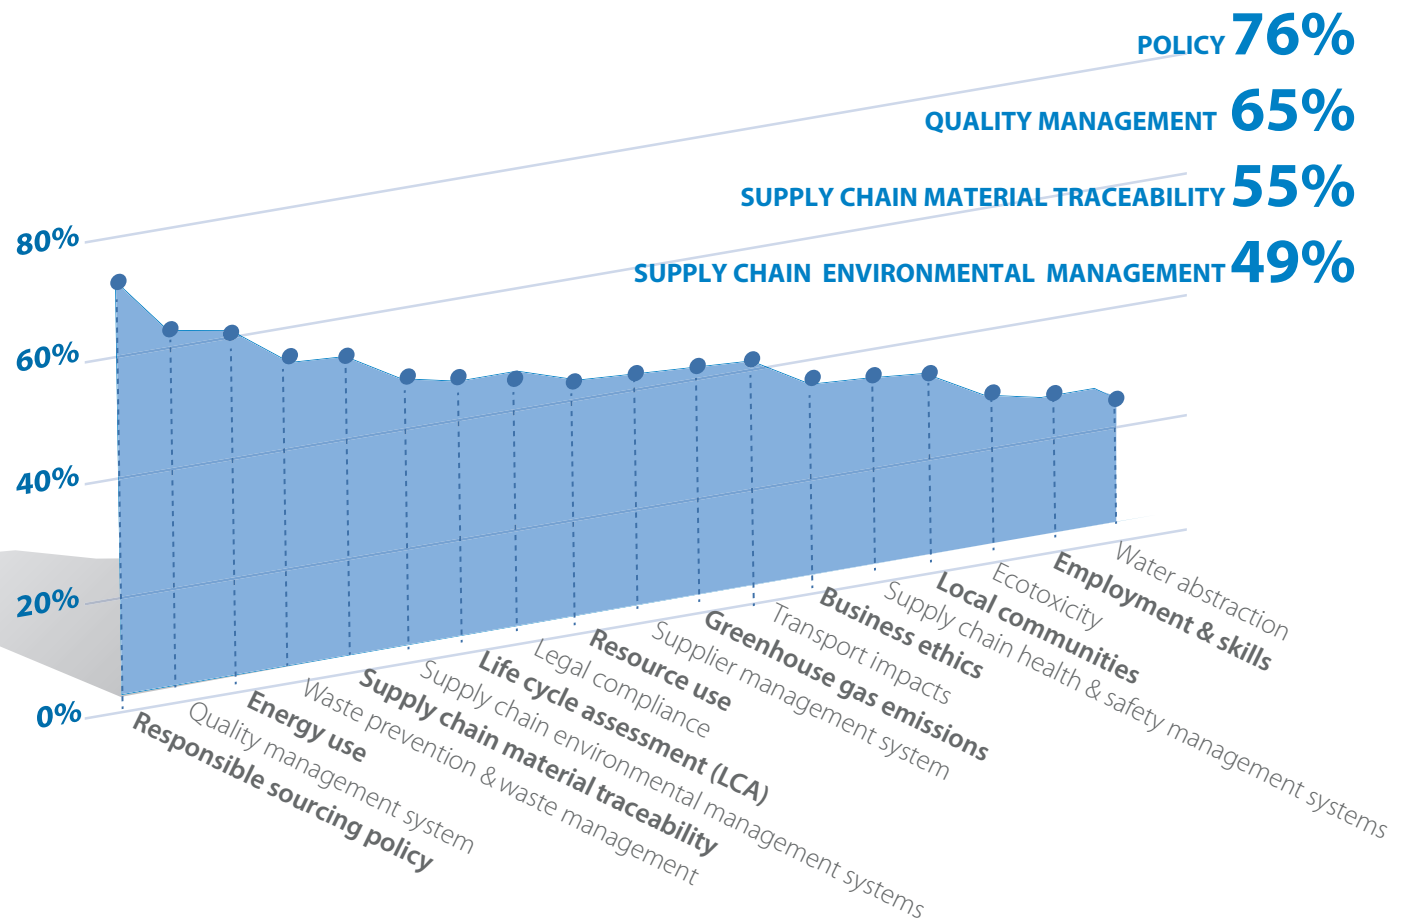 POLICY 76%
QUALITY MANAGEMENT 65%
SUPPLY CHAIN MATERIAL TRACEABILITY 55%
SUPPLY CHAIN ENVIRONMENTAL MANAGEMENT 49%
80%
60%
40%
20%
0%
Responsible sourcing policy
Quality management system
Energy use
Waste prevention & waste management
Supply chain material traceability
Supply chain environmental management systems
Life cycle assessment (LCA)
Legal compliance
Resource use
Supplier management system
Greenhouse gas emissions
Transport impacts
Business ethics
Supply chain health & safety management systems
Local communities
Ecotoxicity
Employment & skills
Water abstraction